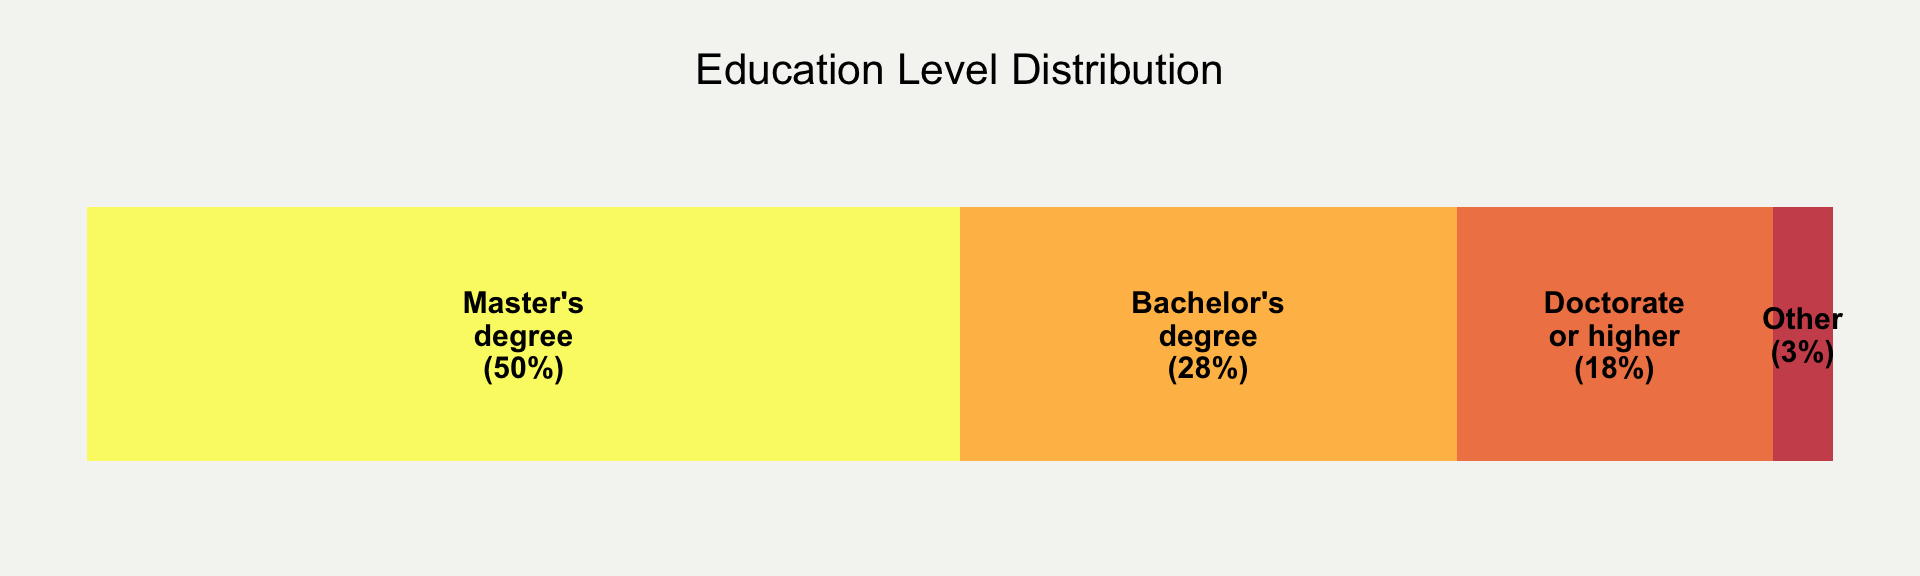 Education Level Distribution
Master's
degree
(50%)
Bachelor's
degree
(28%)
Doctorate
or higher
(18%)
Other
(3%)